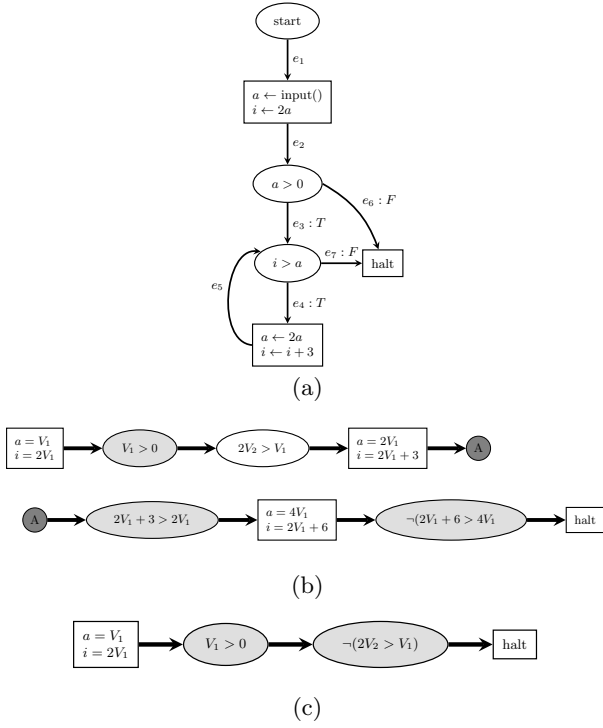 start
e₁
a ← input()
i ← 2a
e₂
a > 0
e₆ : F
e₃ : T
i > a
e₇ : F
halt
e₅
e₄ : T
a ← 2a
i ← i + 3
(a)
a = V₁
i = 2V₁
V₁ > 0
2V₂ > V₁
a = 2V₁
i = 2V₁ + 3
A
A
2V₁ + 3 > 2V₁
a = 4V₁
i = 2V₁ + 6
¬(2V₁ + 6 > 4V₁
halt
(b)
a = V₁
i = 2V₁
V₁ > 0
¬(2V₂ > V₁)
halt
(c)